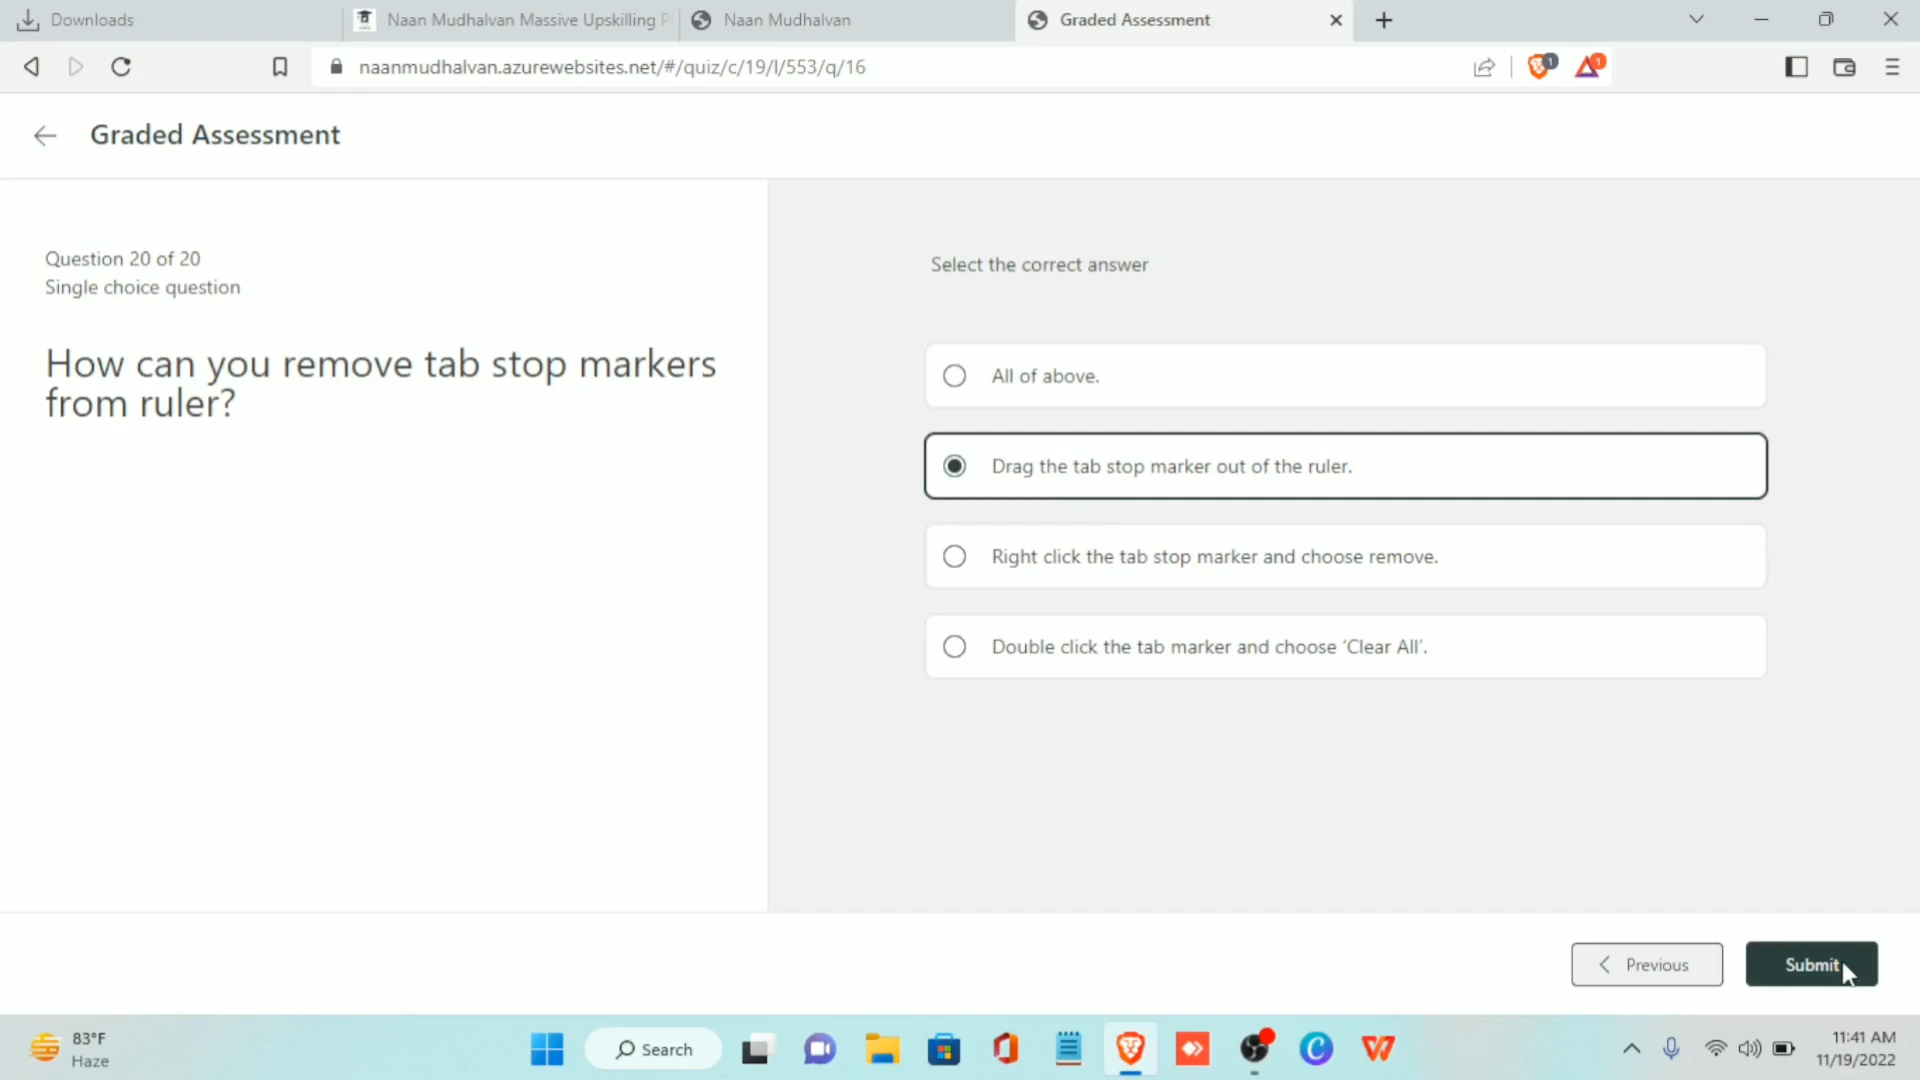 Downloads
Naan Mudhalvan Massive Upskilling P
Naan Mudhalvan
Graded Assessment
naanmudhalvan.azurewebsites.net/#/quiz/c/19/l/553/q/16
1
1
Graded Assessment
Question 20 of 20
Single choice question
How can you remove tab stop markers
from ruler?
Select the correct answer
All of above.
Drag the tab stop marker out of the ruler.
Right click the tab stop marker and choose remove.
Double click the tab marker and choose ‘Clear All’.
Previous
Submit
83°F
Haze
Search
11:41 AM
11/19/2022